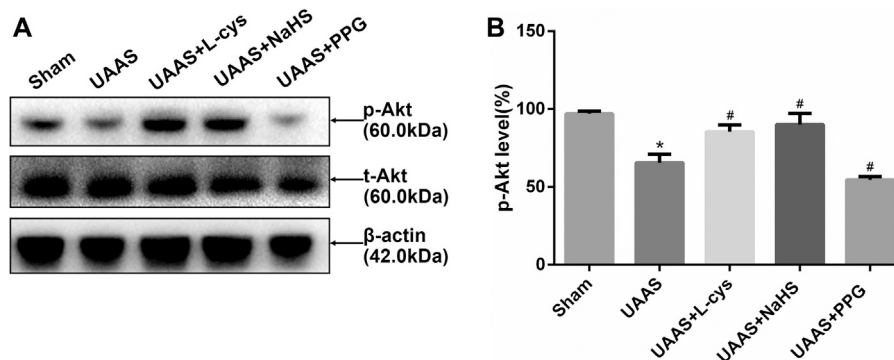 A
Sham
UAAS
UAAS+L-cys
UAAS+NaHS
UAAS+PPG
p-Akt
(60.0kDa)
t-Akt
(60.0kDa)
β-actin
(42.0kDa)
B
p-Akt level(%)
150
100
50
0
*
#
#
#
Sham
UAAS
UAAS+L-cys
UAAS+NaHS
UAAS+PPG